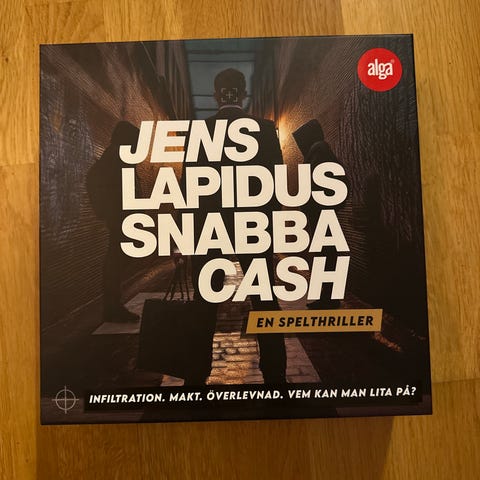 alga
JENS
LAPIDUS
SNABBA
CASH
EN SPELTHRILLER
INFILTRATION. MAKT. ÖVERLEVNAD. VEM KAN MAN LITA PÅ?